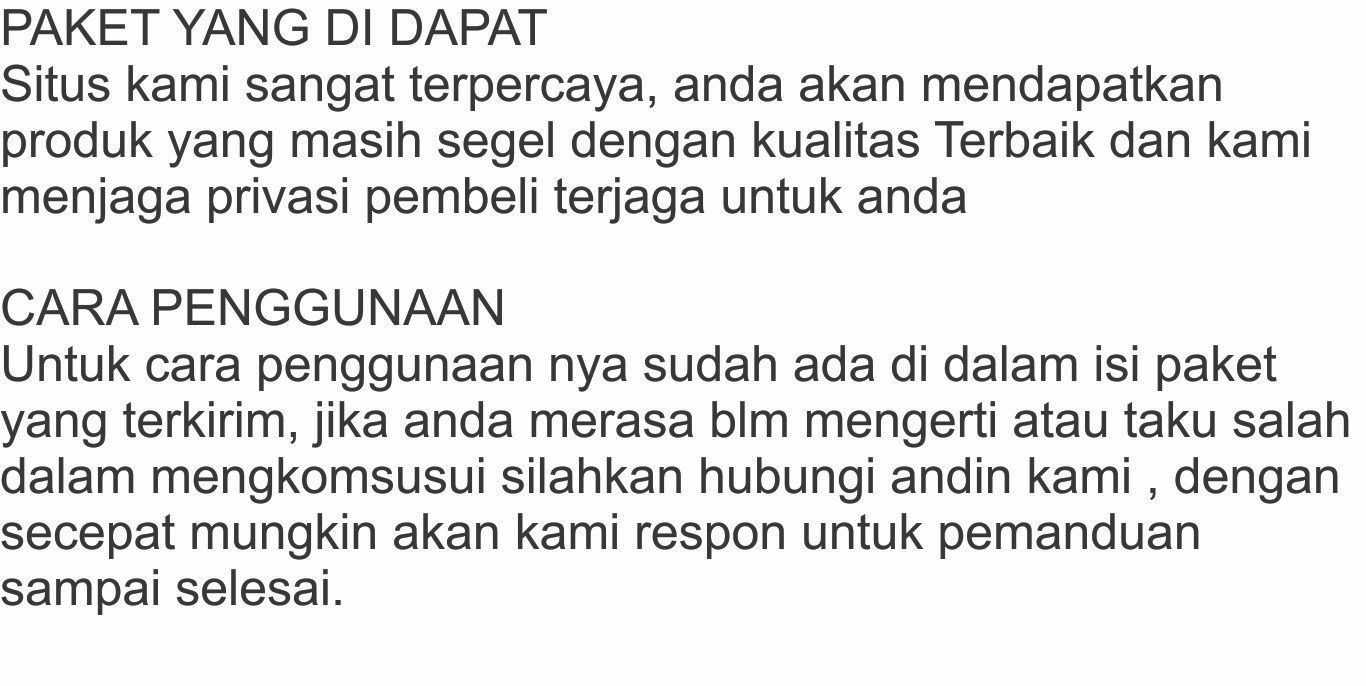 PAKET YANG DI DAPAT
Situs kami sangat terpercaya, anda akan mendapatkan
produk yang masih segel dengan kualitas Terbaik dan kami
menjaga privasi pembeli terjaga untuk anda
CARA PENGGUNAAN
Untuk cara penggunaan nya sudah ada di dalam isi paket
yang terkirim, jika anda merasa blm mengerti atau taku salah
dalam mengkomsusui silahkan hubungi andin kami , dengan
secepat mungkin akan kami respon untuk pemanduan
sampai selesai.